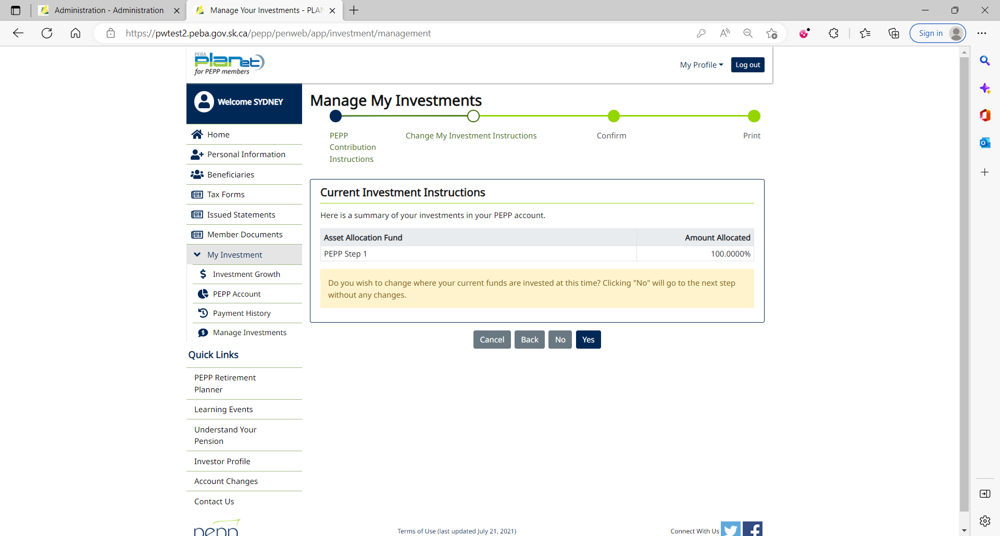 Administration - Administration
Manage Your Investments - PLAN
https://pwtest2.peba.gov.sk.ca/pepp/penweb/app/investment/management
Sign in
PEBA
planet
for PEPP members
My Profile
Log out
Welcome SYDNEY
Home
Personal Information
Beneficiaries
Tax Forms
Issued Statements
Member Documents
My Investment
Investment Growth
PEPP Account
Payment History
Manage Investments
Quick Links
PEPP Retirement
Planner
Learning Events
Understand Your
Pension
Investor Profile
Account Changes
Contact Us
pepp
Manage My Investments
PEPP
Contribution
Instructions
Change My Investment Instructions
Confirm
Print
Current Investment Instructions
Here is a summary of your investments in your PEPP account.
Asset Allocation Fund Amount Allocated
PEPP Step 1 100.0000%
Do you wish to change where your current funds are invested at this time? Clicking "No" will go to the next step
without any changes.
Cancel Back No Yes
Terms of Use (last updated July 21, 2021)
Connect With Us